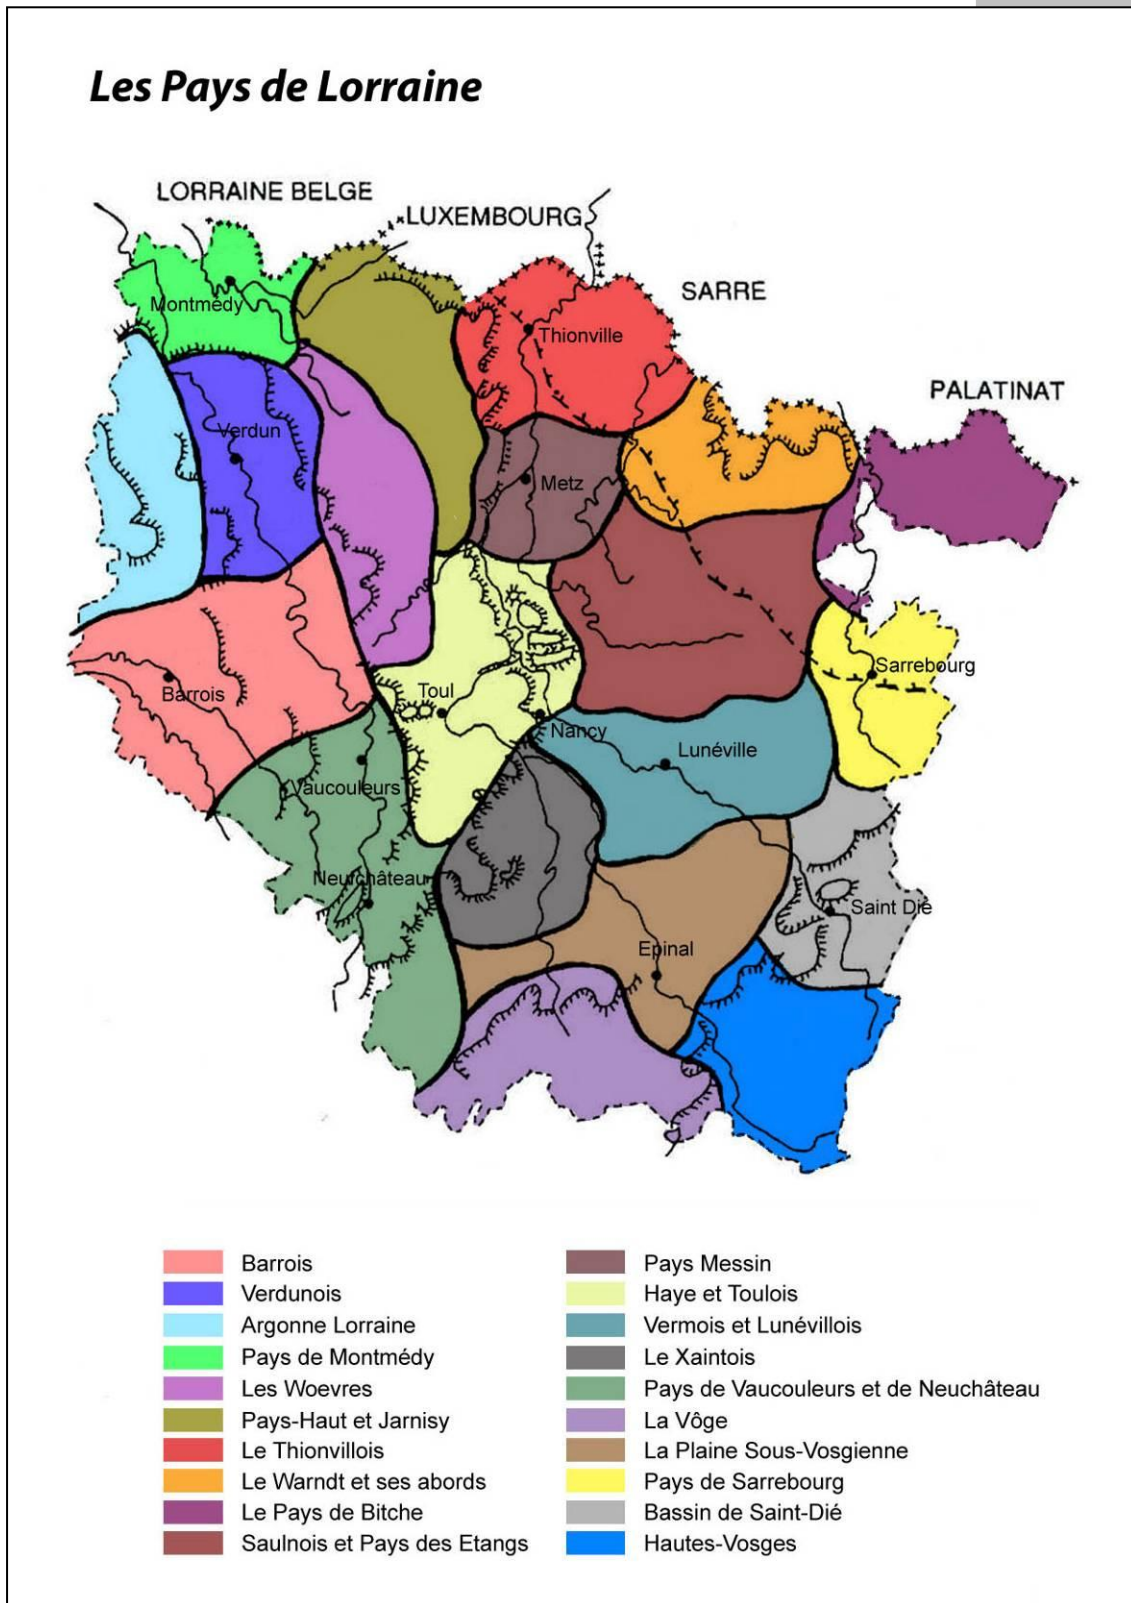 Les Pays de Lorraine
LORRAINE BELGE
LUXEMBOURG
SARRE
PALATINAT
Montmédy
Thionville
Verdun
Metz
Sarrebourg
Barrois
Toul
Nancy
Lunéville
Vaucouleurs
Neufchâteau
Saint Dié
Epinal
Barrois
Verdunois
Argonne Lorraine
Pays de Montmédy
Les Woevres
Pays-Haut et Jarnisy
Le Thionvillois
Le Warndt et ses abords
Le Pays de Bitche
Saulnois et Pays des Etangs
Pays Messin
Haye et Toulois
Vermois et Lunévillois
Le Xaintois
Pays de Vaucouleurs et de Neuchâteau
La Vôge
La Plaine Sous-Vosgienne
Pays de Sarrebourg
Bassin de Saint-Dié
Hautes-Vosges